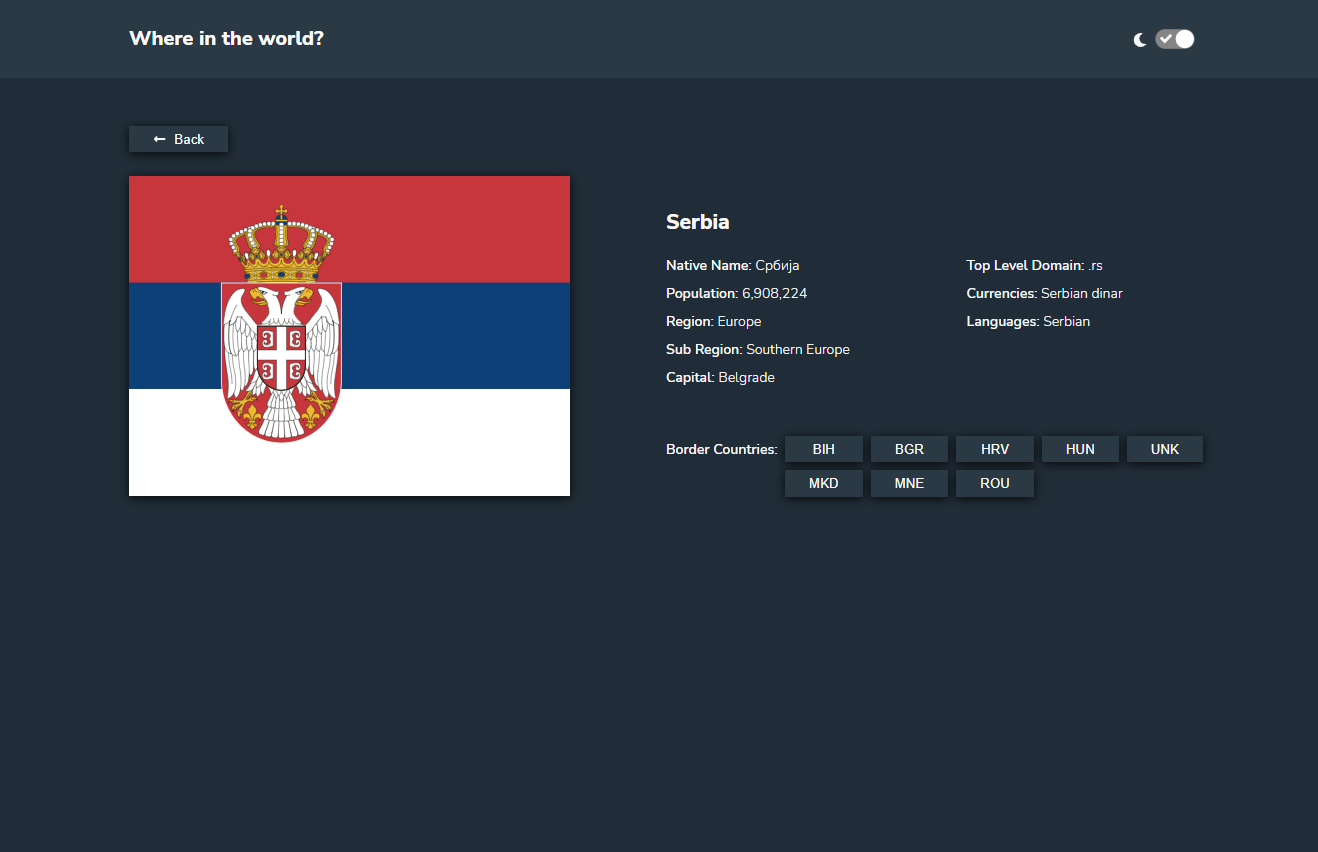 Where in the world?
Back
Serbia
Native Name: Србија
Population: 6,908,224
Region: Europe
Sub Region: Southern Europe
Capital: Belgrade
Top Level Domain: .rs
Currencies: Serbian dinar
Languages: Serbian
Border Countries: BIH BGR HRV HUN UNK
MKD MNE ROU